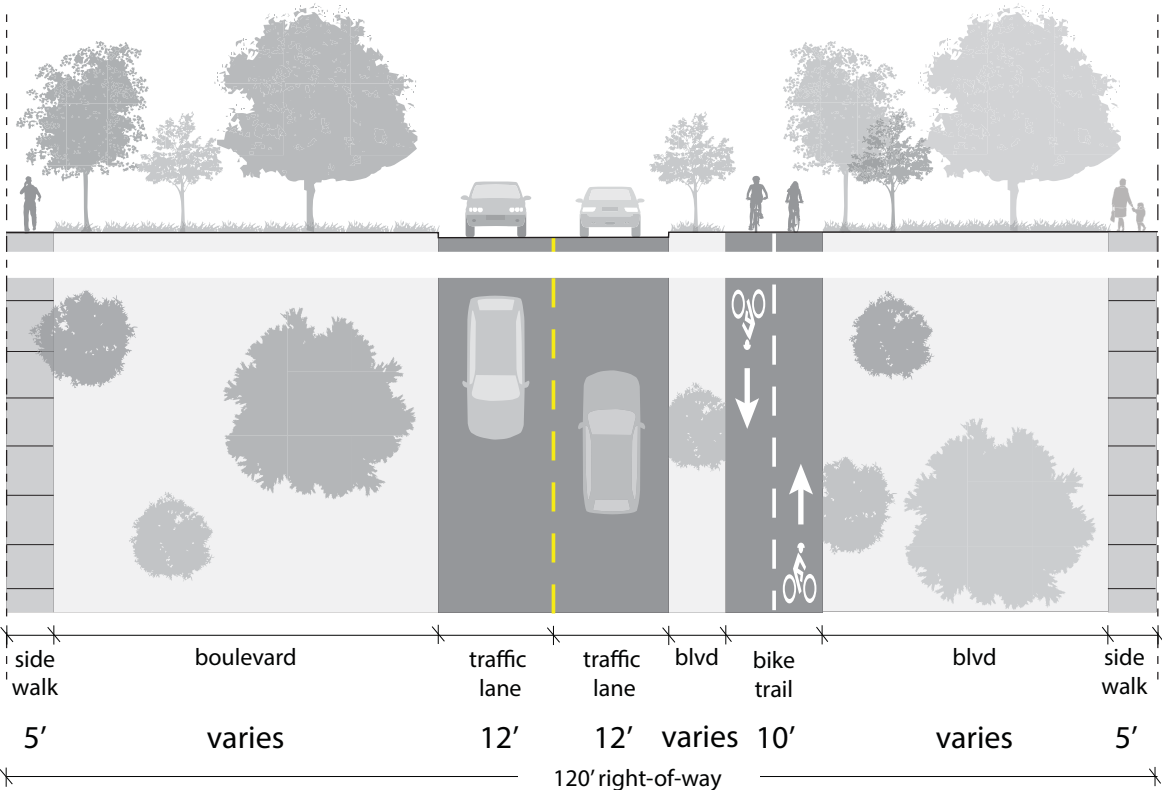 side
walk
boulevard
traffic
lane
traffic
lane
blvd
bike
trail
blvd
side
walk
5’ varies 12’ 12’ varies 10’ varies 5’
120’ right-of-way